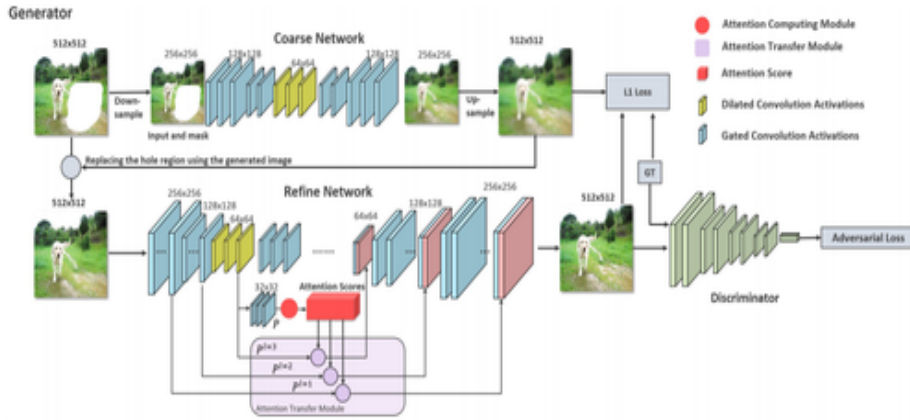 Generator
512x512
Coarse Network
256x256
128x128
64x64
128x128
256x256
512x512
Down-
sample
Input and mask
Up-
sample
L1 Loss
Attention Computing Module
Attention Transfer Module
Attention Score
Dilated Convolution Activations
Gated Convolution Activations
Replacing the hole region using the generated image
GT
512x512
Refine Network
256x256
128x128
64x64
64x64
128x128
256x256
512x512
Adversarial Loss
Discriminator
32x32
Attention Scores
P
P^l=3
P^l=2
P^l=1
Attention Transfer Module